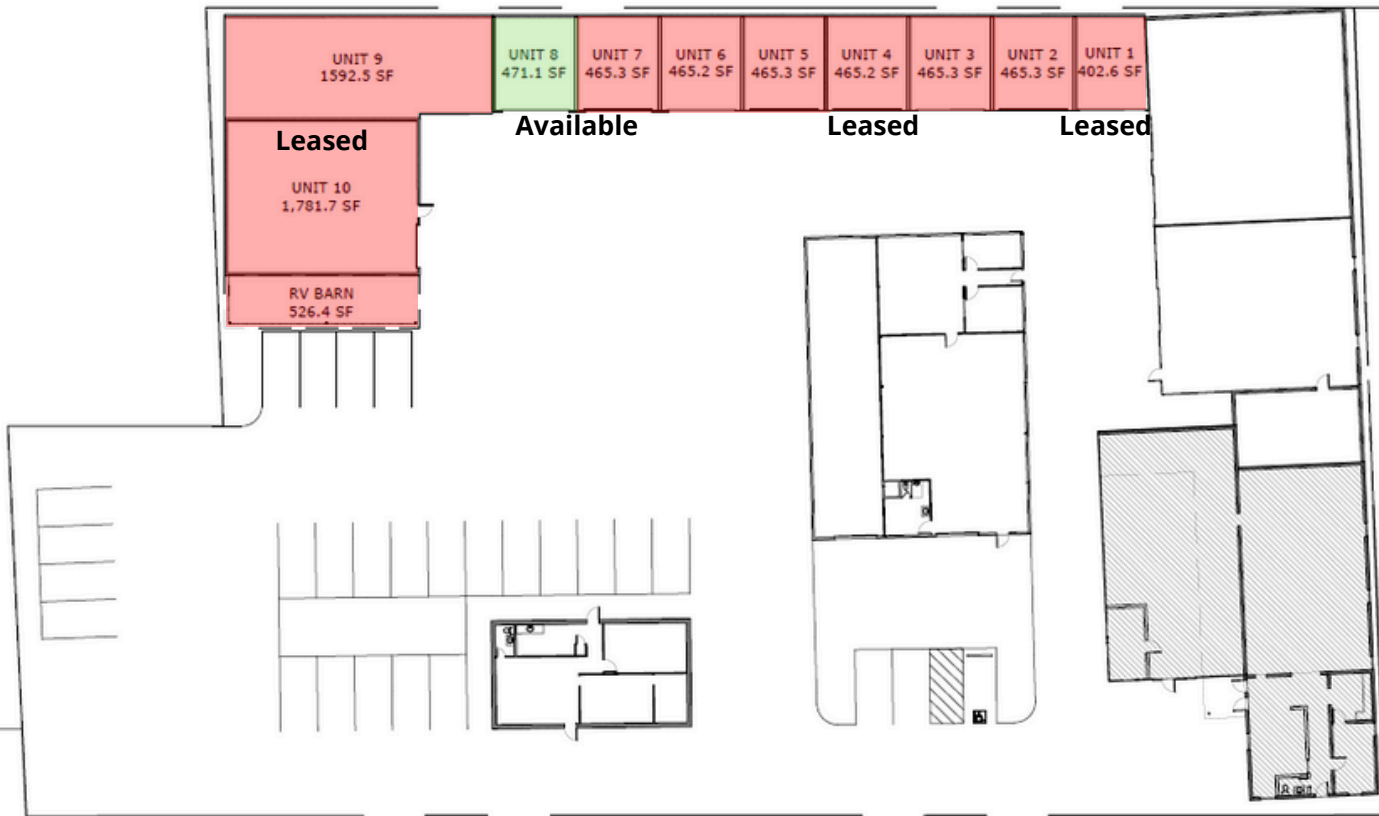 UNIT 9
1592.5 SF
UNIT 8
471.1 SF
UNIT 7
465.3 SF
UNIT 6
465.2 SF
UNIT 5
465.3 SF
UNIT 4
465.2 SF
UNIT 3
465.3 SF
UNIT 2
465.3 SF
UNIT 1
402.6 SF
Available
Leased
Leased
Leased
UNIT 10
1,781.7 SF
RV BARN
526.4 SF